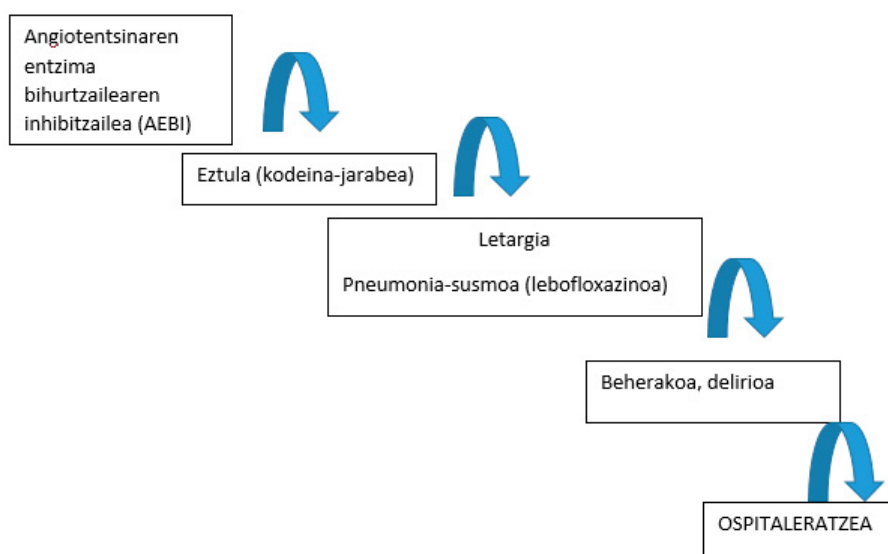 Angiotentsinaren
entzima
bihurtzailearen
inhibitzailea (AEBI)
Eztula (kodeina-jarabea)
Letargia
Pneumonia-susmoa (lebofloxazinoa)
Beherakoa, delirioa
OSPITALERATZEA